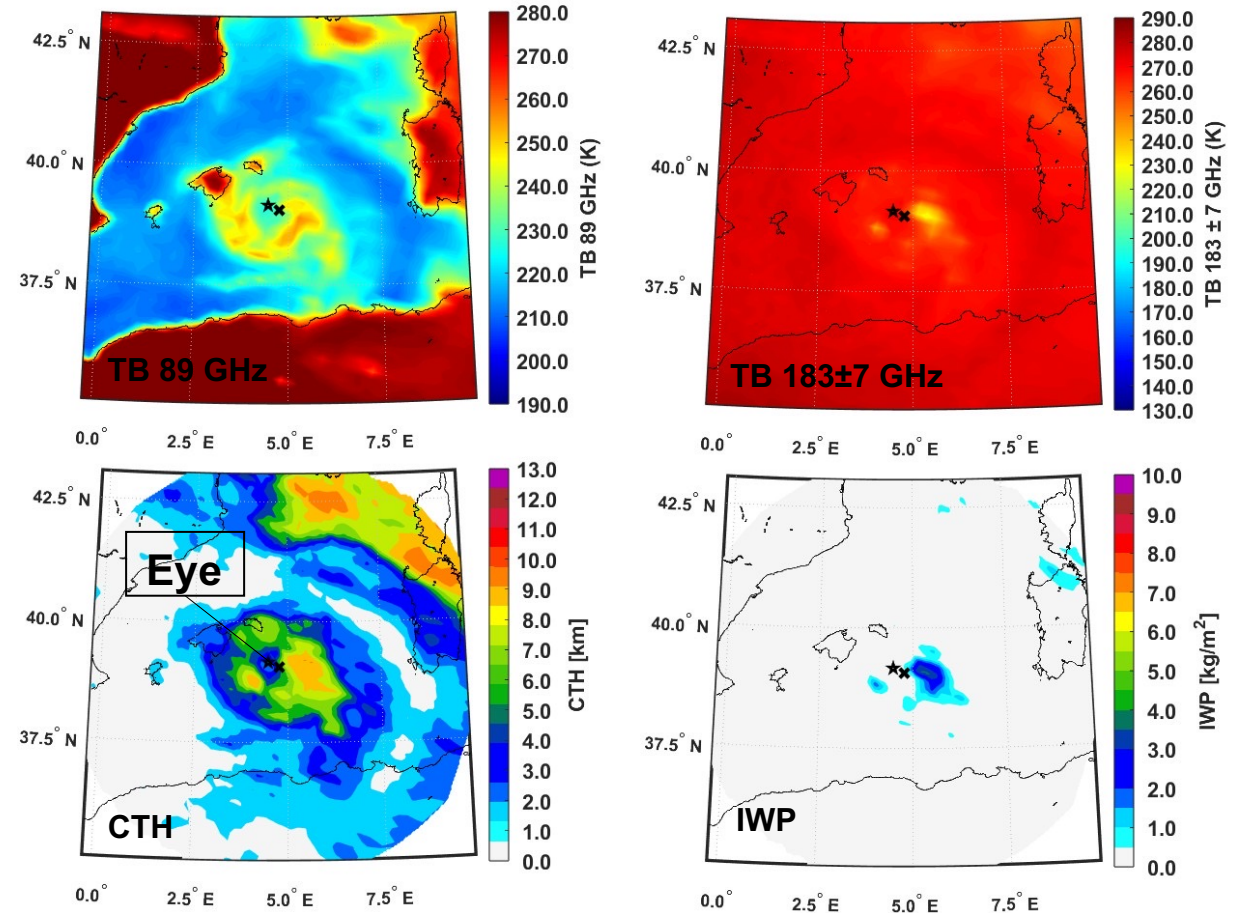 280.0
42.5° N
270.0
260.0
250.0
40.0° N
240.0
230.0
220.0
37.5° N
210.0
200.0
TB 89 GHz
190.0
TB 89 GHz (K)
0.0°
2.5° E
5.0° E
7.5° E
290.0
42.5° N
280.0
270.0
260.0
250.0
40.0° N
240.0
230.0
220.0
210.0
200.0
190.0
37.5° N
180.0
170.0
160.0
150.0
TB 183±7 GHz
140.0
130.0
TB 183 ± 7 GHz (K)
0.0°
2.5° E
5.0° E
7.5° E
13.0
42.5° N
12.0
11.0
10.0
Eye
9.0
40.0° N
8.0
7.0
6.0
5.0
37.5° N
4.0
3.0
2.0
CTH
1.0
0.0
CTH [km]
0.0°
2.5° E
5.0° E
7.5° E
10.0
42.5° N
9.0
8.0
7.0
40.0° N
6.0
5.0
4.0
37.5° N
3.0
2.0
IWP
1.0
0.0
IWP [kg/m²]
0.0°
2.5° E
5.0° E
7.5° E